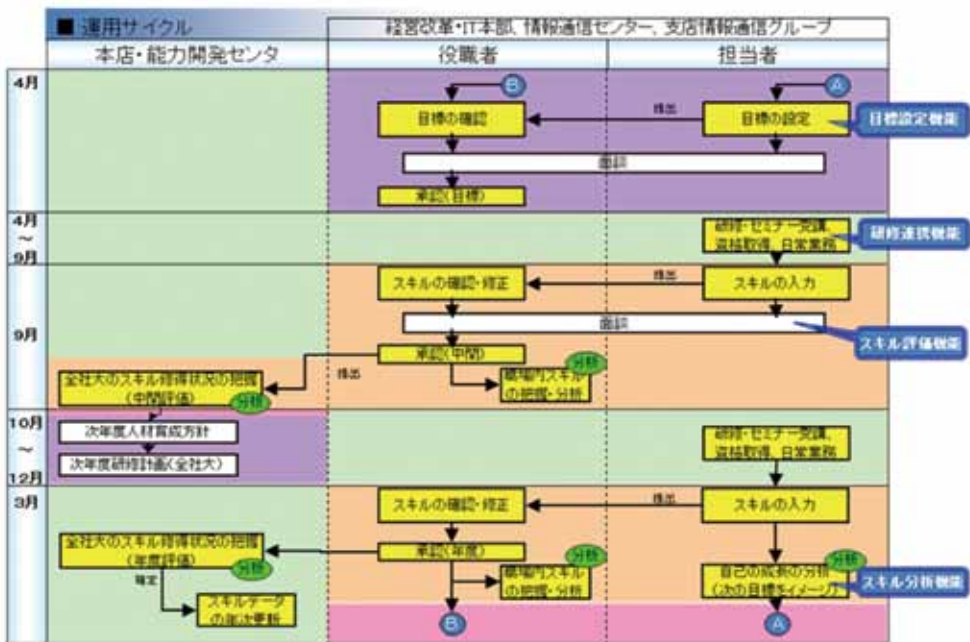 ■ 運用サイクル
経営改革・IT本部、情報通信センター、支店情報通信グループ
本店・能力開発センタ
役職者
担当者
4月
B
A
目標の確認
提出
目標の設定
目標設定機能
面談
承認(目標)
4月
～
9月
研修・セミナー受講、
資格取得、日常業務
研修連携機能
スキルの確認・修正
提出
スキルの入力
9月
面談
スキル評価機能
承認(中間)
分析
全社大のスキル修得状況の把握
(中間評価)
分析
提出
職場内スキル
の把握・分析
10月
～
12月
次年度人材育成方針
次年度研修計画(全社大)
研修・セミナー受講、
資格取得、日常業務
3月
スキルの確認・修正
提出
スキルの入力
全社大のスキル修得状況の把握
(年度評価)
分析
承認(年度)
分析
職場内スキル
の把握・分析
分析
自己の成長の分析
(次の目標をイメージ)
スキル分析機能
確定
スキルデータ
の年次更新
B
A